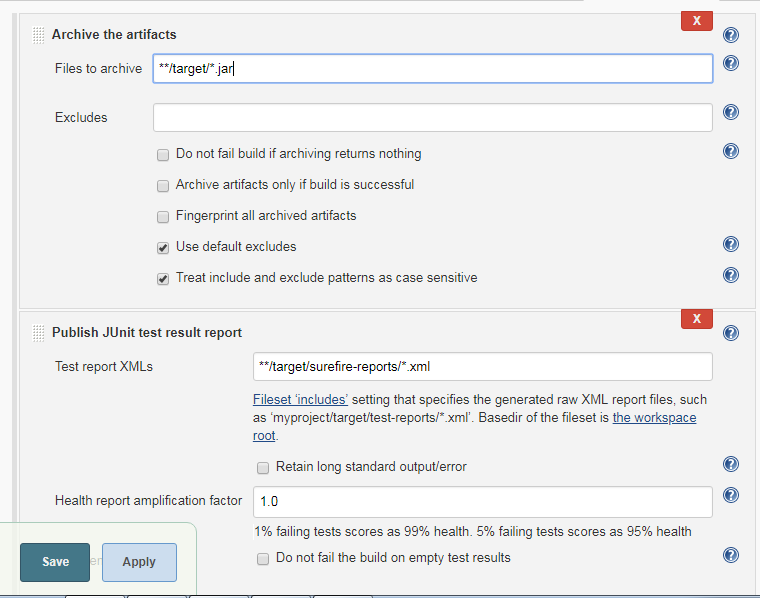 X
Archive the artifacts
Files to archive **/target/*.jar
Excludes
Do not fail build if archiving returns nothing
Archive artifacts only if build is successful
Fingerprint all archived artifacts
Use default excludes
Treat include and exclude patterns as case sensitive
X
Publish JUnit test result report
Test report XMLs **/target/surefire-reports/*.xml
Fileset ‘includes’ setting that specifies the generated raw XML report files, such
as ‘myproject/target/test-reports/*.xml’. Basedir of the fileset is the workspace
root.
Retain long standard output/error
Health report amplification factor 1.0
1% failing tests scores as 99% health. 5% failing tests scores as 95% health
Do not fail the build on empty test results
Save Apply